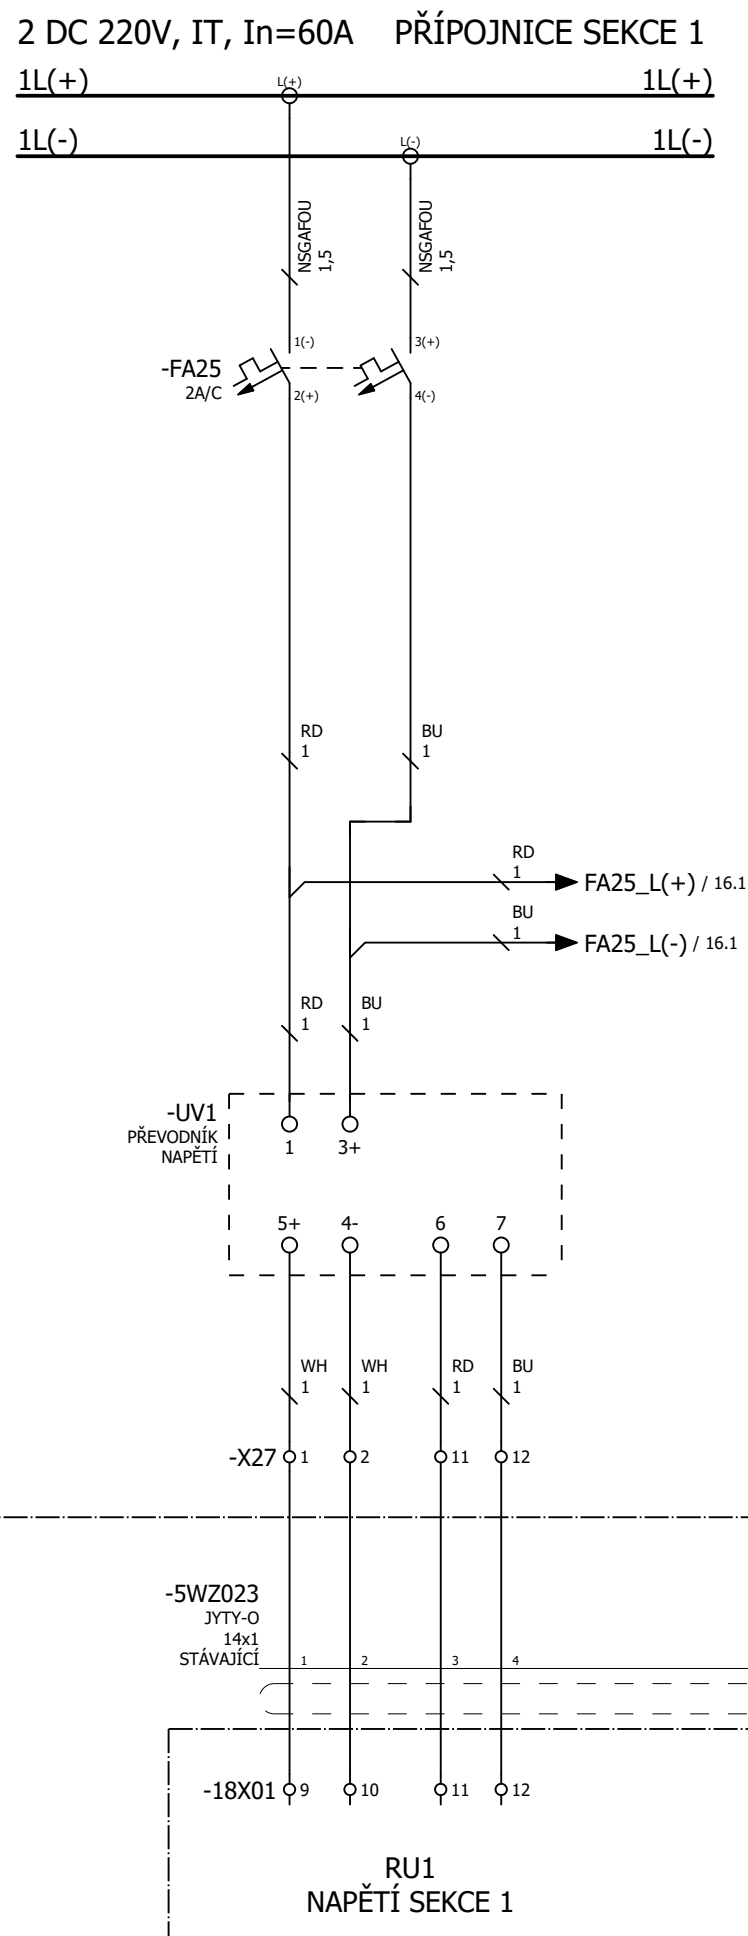 2 DC 220V, IT, In=60A PŘÍPOJNICE SEKCE 1
1L(+) L(+) 1L(+)
1L(-) L(-) 1L(-)
NSGAFOU
1,5
NSGAFOU
1,5
1(-) 3(+)
-FA25
2A/C
2(+) 4(-)
RD
1
BU
1
RD
1
FA25_L(+) / 16.1
BU
1
FA25_L(-) / 16.1
RD
1
BU
1
-UV1
PŘEVODNÍK
NAPĚTÍ
1 3+
5+ 4- 6 7
WH
1
WH
1
RD
1
BU
1
-X27 1 2 11 12
-5WZ023
JYTY-O
14x1
STÁVAJÍCÍ
1 2 3 4
-18X01 9 10 11 12
RU1
NAPĚTÍ SEKCE 1